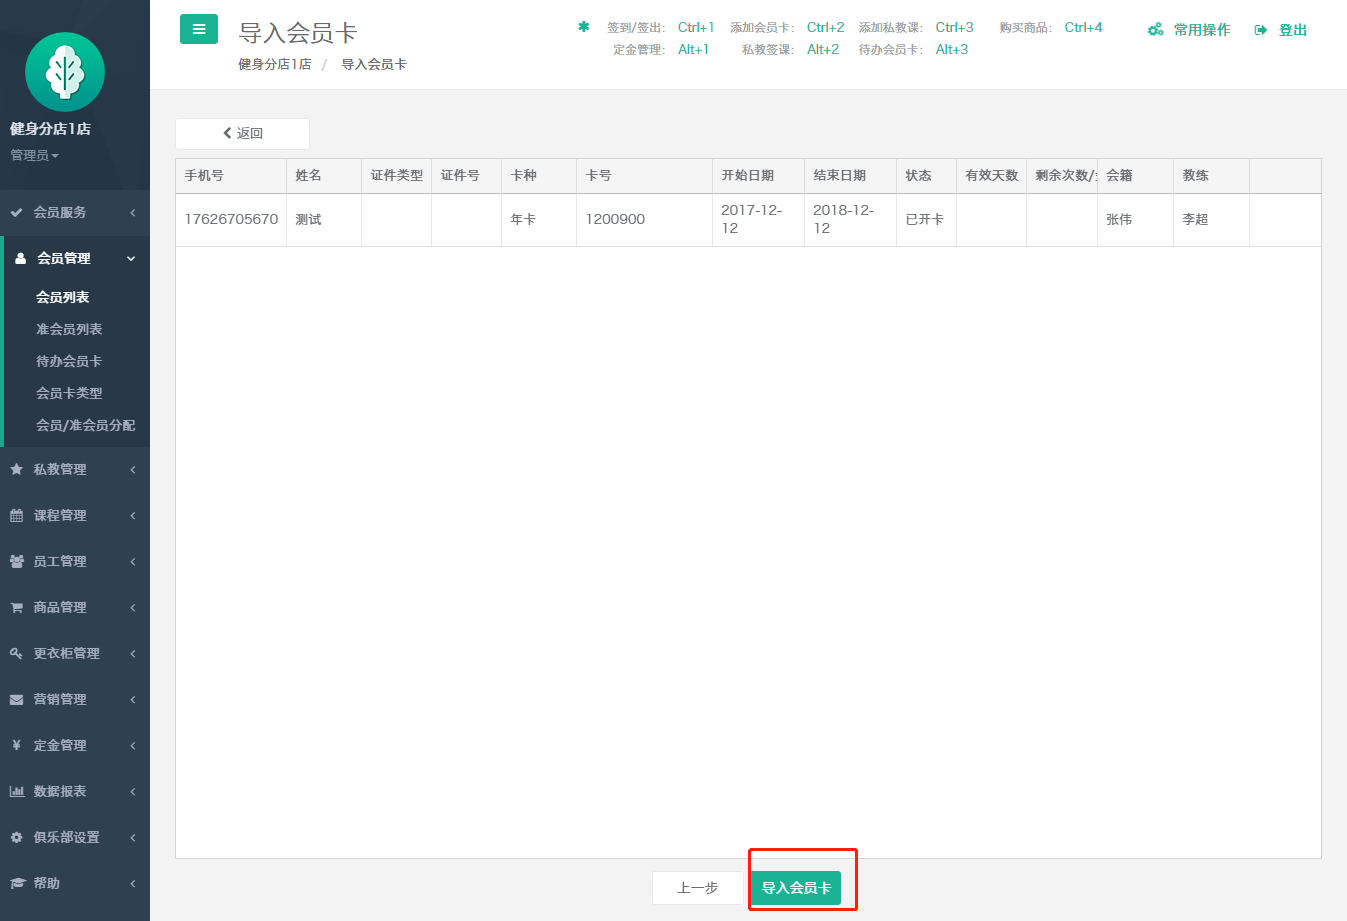 健身分店1店
管理员
会员服务
会员管理
会员列表
准会员列表
待办会员卡
会员卡类型
会员/准会员分配
私教管理
课程管理
员工管理
商品管理
更衣柜管理
营销管理
定金管理
数据报表
俱乐部设置
帮助
导入会员卡
健身分店1店 / 导入会员卡
签到/签出: Ctrl+1 添加会员卡: Ctrl+2 添加私教课: Ctrl+3 购买商品: Ctrl+4
定金管理: Alt+1 私教签课: Alt+2 待办会员卡: Alt+3
常用操作 登出
返回
手机号 姓名 证件类型 证件号 卡种 卡号 开始日期 结束日期 状态 有效天数 剩余次数/ 会籍 教练
17626705670 测试 年卡 1200900 2017-12-12 2018-12-12 已开卡 张伟 李超
上一步 导入会员卡